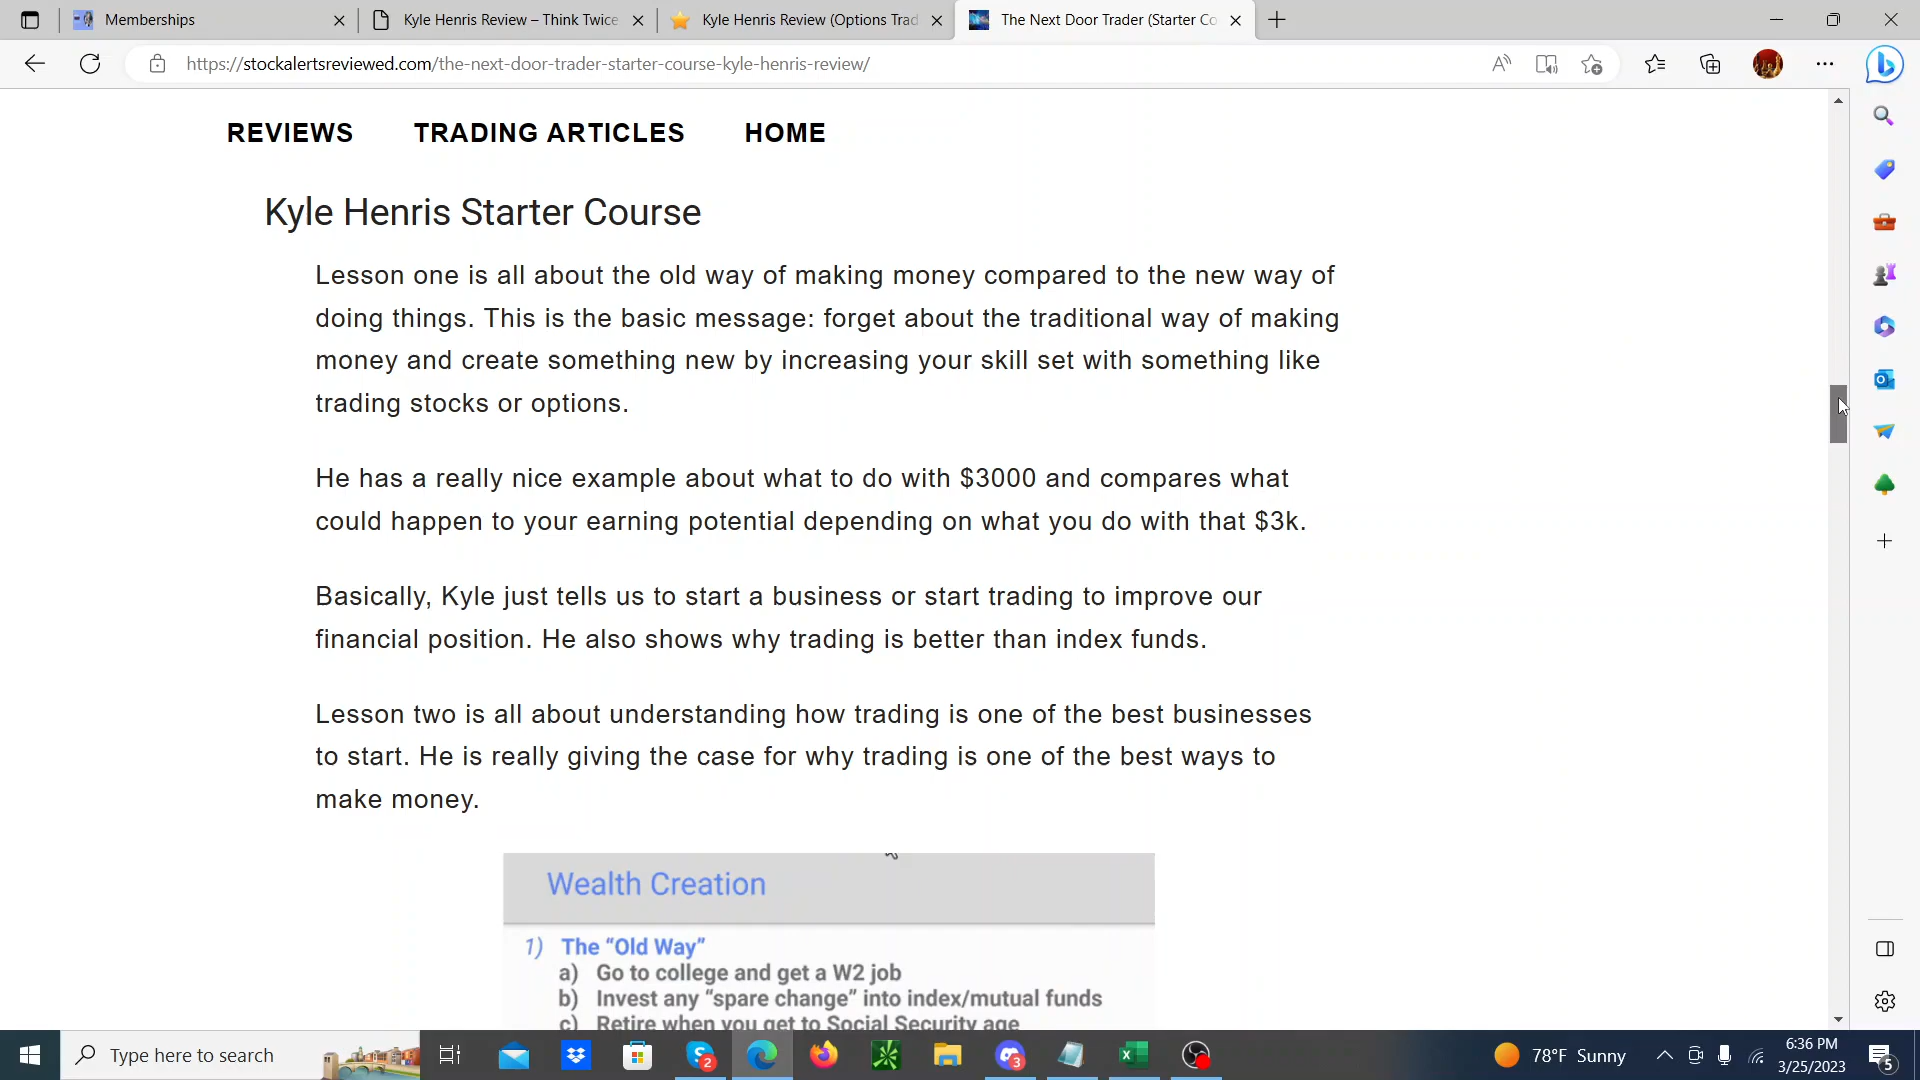 Memberships
Kyle Henris Review – Think Twice
Kyle Henris Review (Options Trad
The Next Door Trader (Starter Co
https://stockalertsreviewed.com/the-next-door-trader-starter-course-kyle-henris-review/
REVIEWS TRADING ARTICLES HOME
Kyle Henris Starter Course
Lesson one is all about the old way of making money compared to the new way of
doing things. This is the basic message: forget about the traditional way of making
money and create something new by increasing your skill set with something like
trading stocks or options.
He has a really nice example about what to do with $3000 and compares what
could happen to your earning potential depending on what you do with that $3k.
Basically, Kyle just tells us to start a business or start trading to improve our
financial position. He also shows why trading is better than index funds.
Lesson two is all about understanding how trading is one of the best businesses
to start. He is really giving the case for why trading is one of the best ways to
make money.
Wealth Creation
1) The "Old Way"
a) Go to college and get a W2 job
b) Invest any "spare change" into index/mutual funds
c) Retire when you get to Social Security age
Type here to search
2
3
78°F Sunny
6:36 PM
3/25/2023
5